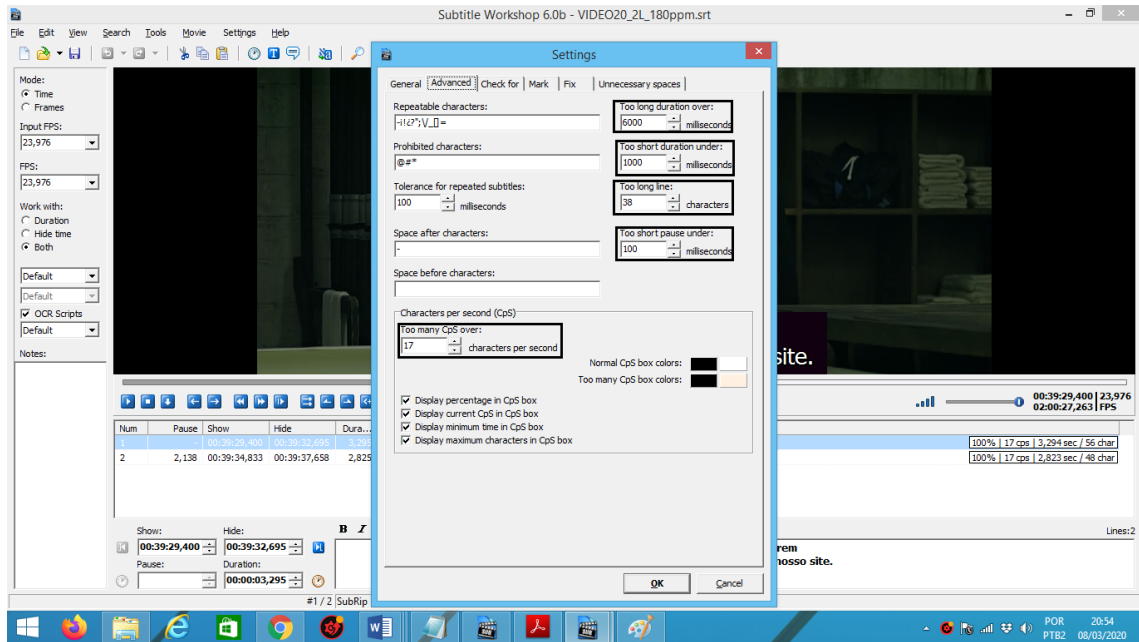 Subtitle Workshop 6.0b - VIDEO20_2L_180ppm.srt
File Edit View Search Tools Movie Settings Help
Settings
Mode:
Time
Frames
Input FPS:
23,976
FPS:
23,976
Work with:
Duration
Hide time
Both
Default
Default
OCR Scripts
Default
Notes:
General Advanced Check for Mark Fix Unnecessary spaces
Repeatable characters:
Too long duration over:
6000 milliseconds
Prohibited characters:
@#*
Too short duration under:
1000 milliseconds
Tolerance for repeated subtitles:
100 milliseconds
Too long line:
38 characters
Space after characters:
-
Too short pause under:
100 milliseconds
Space before characters:
Characters per second (CpS)
Too many CpS over:
17 characters per second
Normal CpS box colors:
Too many CpS box colors:
Display percentage in CpS box
Display current CpS in CpS box
Display minimum time in CpS box
Display maximum characters in CpS box
OK Cancel
site.
00:39:29,400 23,976
02:00:27,263 FPS
Num Pause Show Hide Dura...
1 - 00:39:29,400 00:39:32,695 3,295
100% | 17 cps | 3,294 sec / 56 char
2 2,138 00:39:34,833 00:39:37,658 2,825
100% | 17 cps | 2,823 sec / 48 char
Show: Hide: B I
Lines:2
00:39:29,400 00:39:32,695
Pause: Duration:
00:00:03,295
rem
nosso site.
#1 / 2 SubRip
POR 20:54
PTB2 08/03/2020